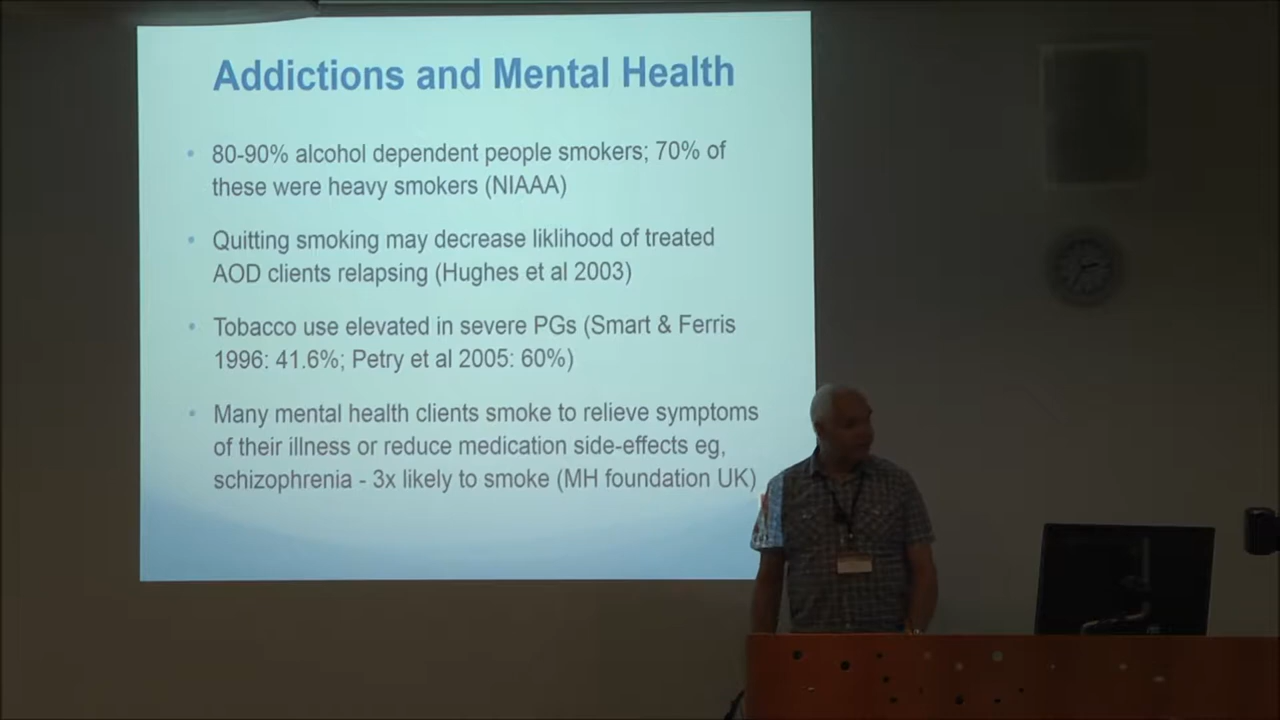 Addictions and Mental Health
• 80-90% alcohol dependent people smokers; 70% of
these were heavy smokers (NIAAA)
• Quitting smoking may decrease liklihood of treated
AOD clients relapsing (Hughes et al 2003)
• Tobacco use elevated in severe PGs (Smart & Ferris
1996: 41.6%; Petry et al 2005: 60%)
• Many mental health clients smoke to relieve symptoms
of their illness or reduce medication side-effects eg,
schizophrenia - 3x likely to smoke (MH foundation UK)